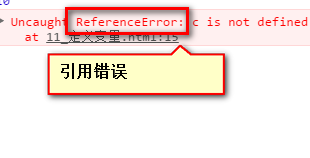 Uncaught ReferenceError: c is not defined
at 11_定义变量.html:15
引用错误